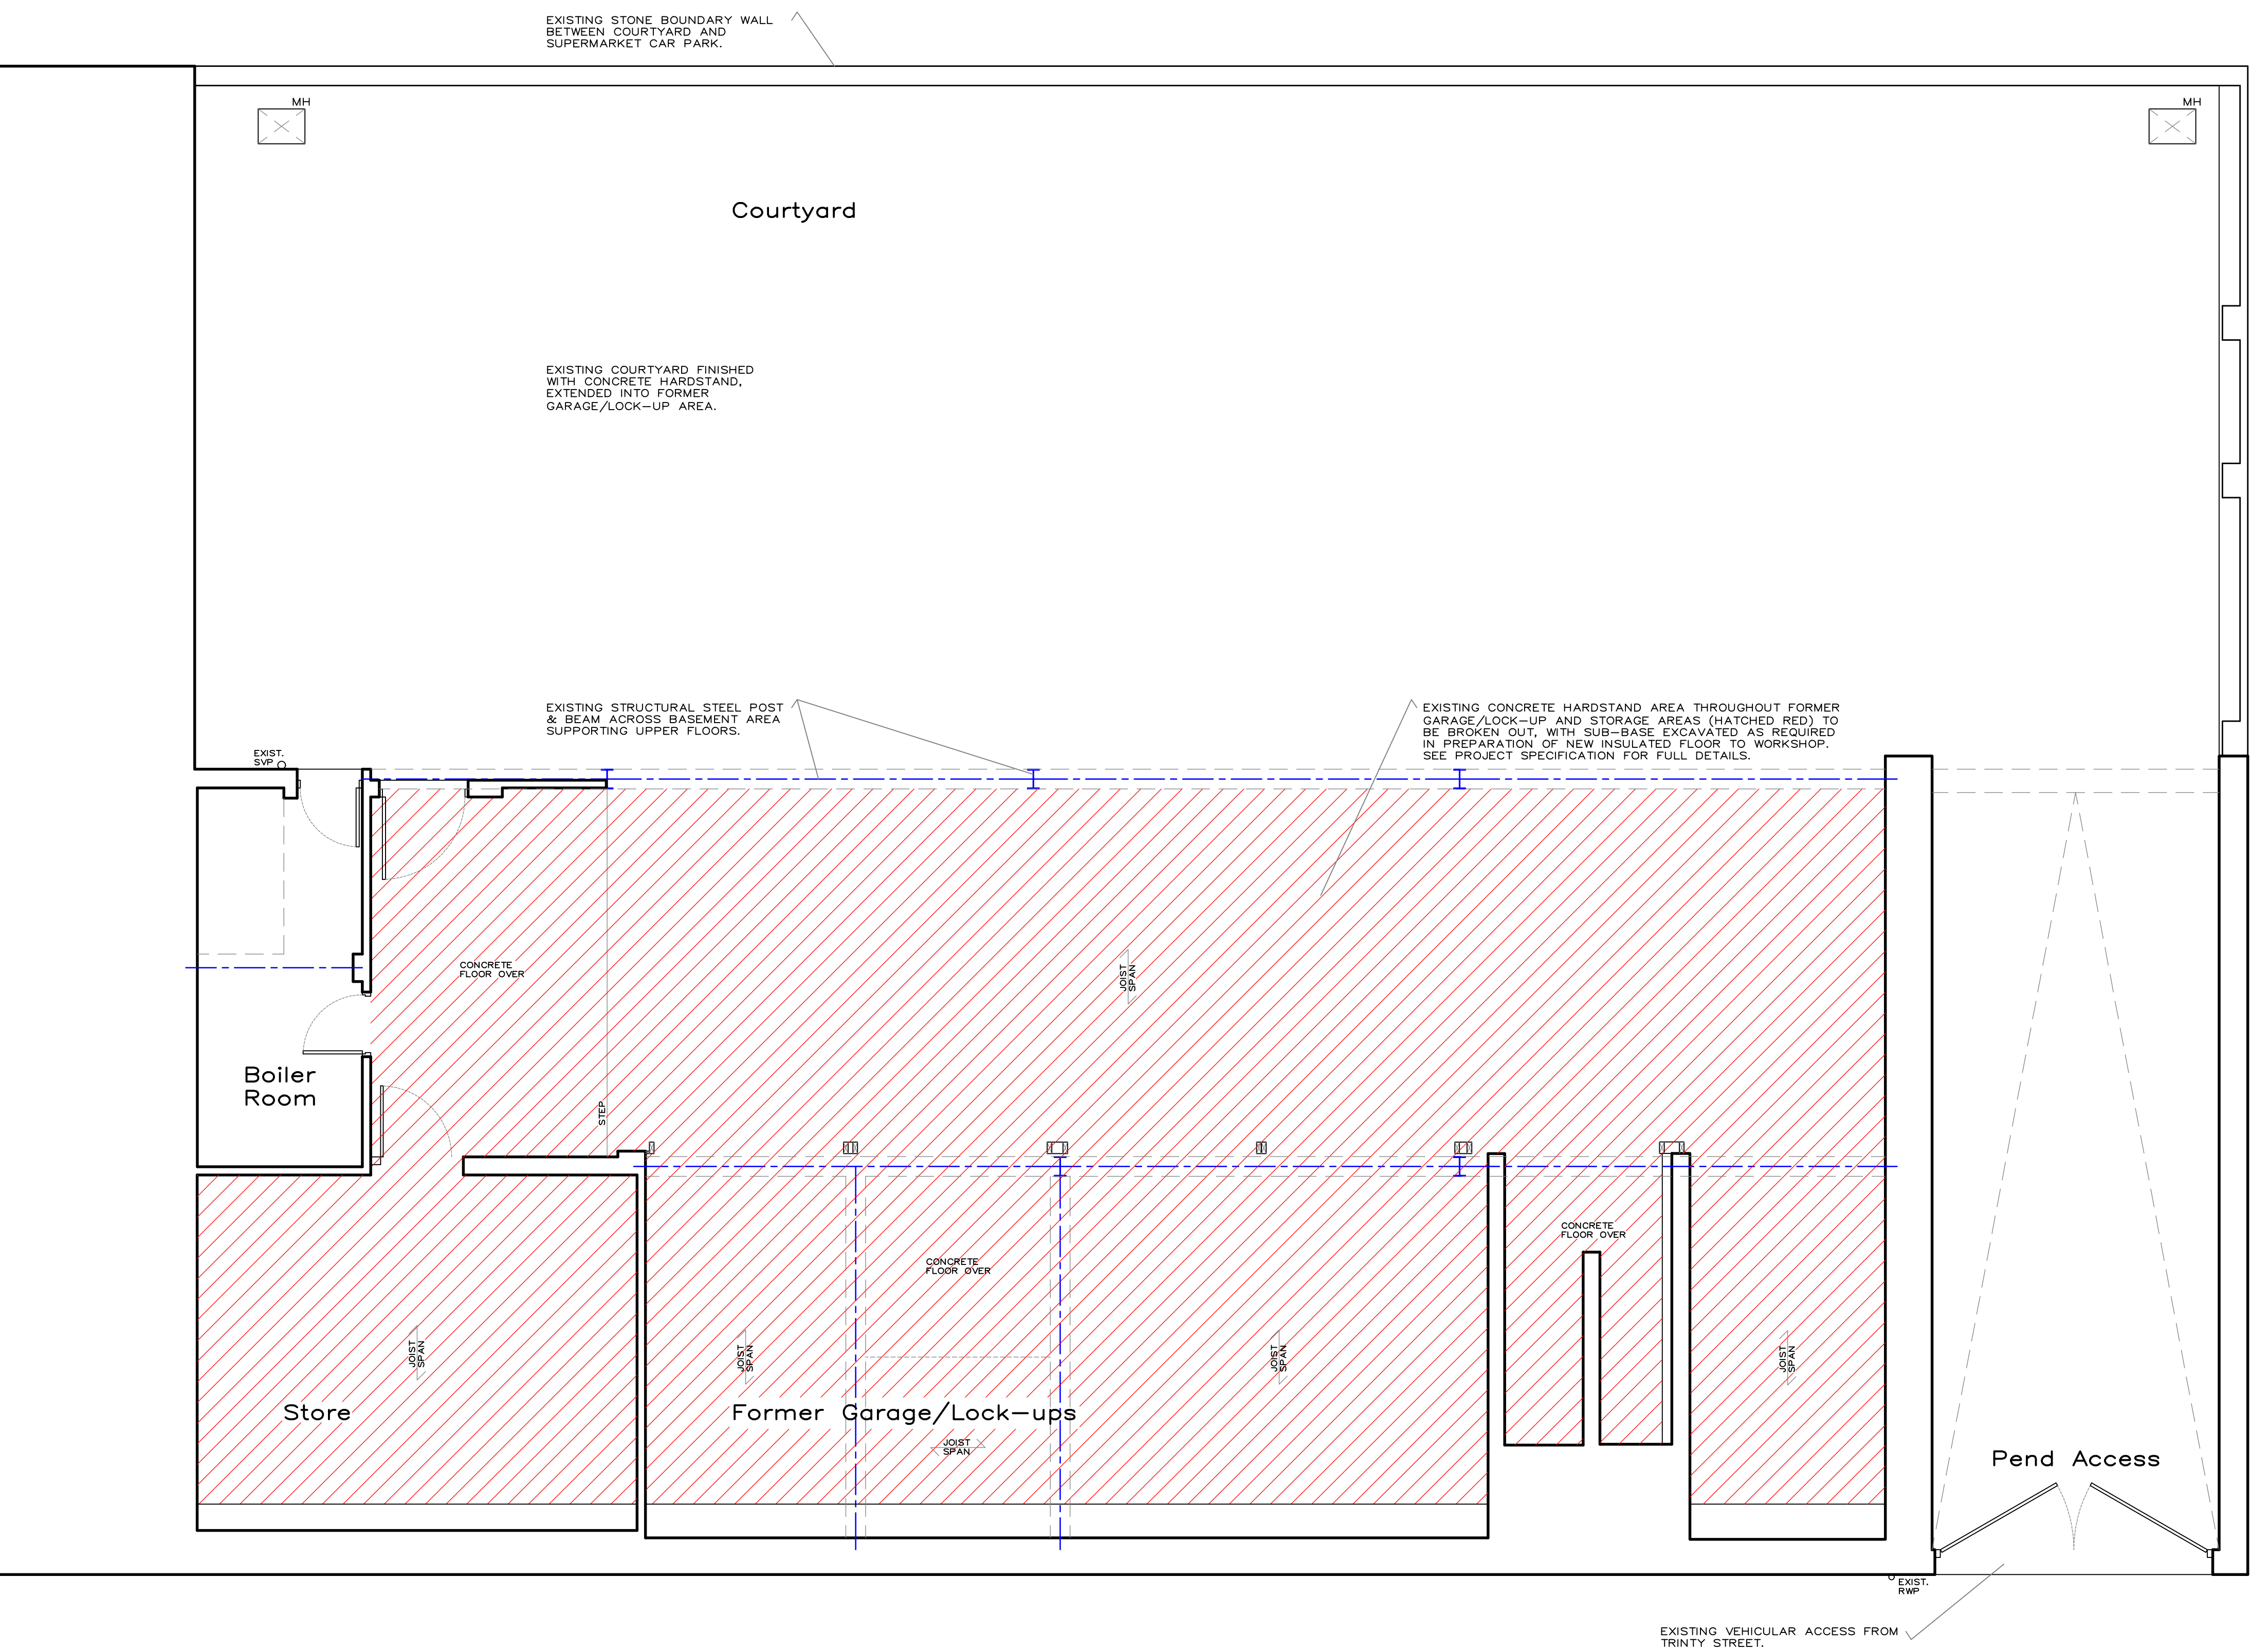 EXISTING STONE BOUNDARY WALL
BETWEEN COURTYARD AND
SUPERMARKET CAR PARK.
MH
MH
Courtyard
EXISTING COURTYARD FINISHED
WITH CONCRETE HARDSTAND,
EXTENDED INTO FORMER
GARAGE/LOCK-UP AREA.
EXISTING STRUCTURAL STEEL POST
& BEAM ACROSS BASEMENT AREA
SUPPORTING UPPER FLOORS.
EXISTING CONCRETE HARDSTAND AREA THROUGHOUT FORMER
GARAGE/LOCK-UP AND STORAGE AREAS (HATCHED RED) TO
BE BROKEN OUT, WITH SUB-BASE EXCAVATED AS REQUIRED
IN PREPARATION OF NEW INSULATED FLOOR TO WORKSHOP.
SEE PROJECT SPECIFICATION FOR FULL DETAILS.
EXIST.
SVP
CONCRETE
FLOOR OVER
JOIST
SPAN
Boiler
Room
STEP
CONCRETE
FLOOR OVER
CONCRETE
FLOOR OVER
JOIST
SPAN
JOIST
SPAN
JOIST
SPAN
JOIST
SPAN
Store
Former Garage/Lock-ups
JOIST
SPAN
Pend Access
EXIST.
RWP
EXISTING VEHICULAR ACCESS FROM
TRINTY STREET.